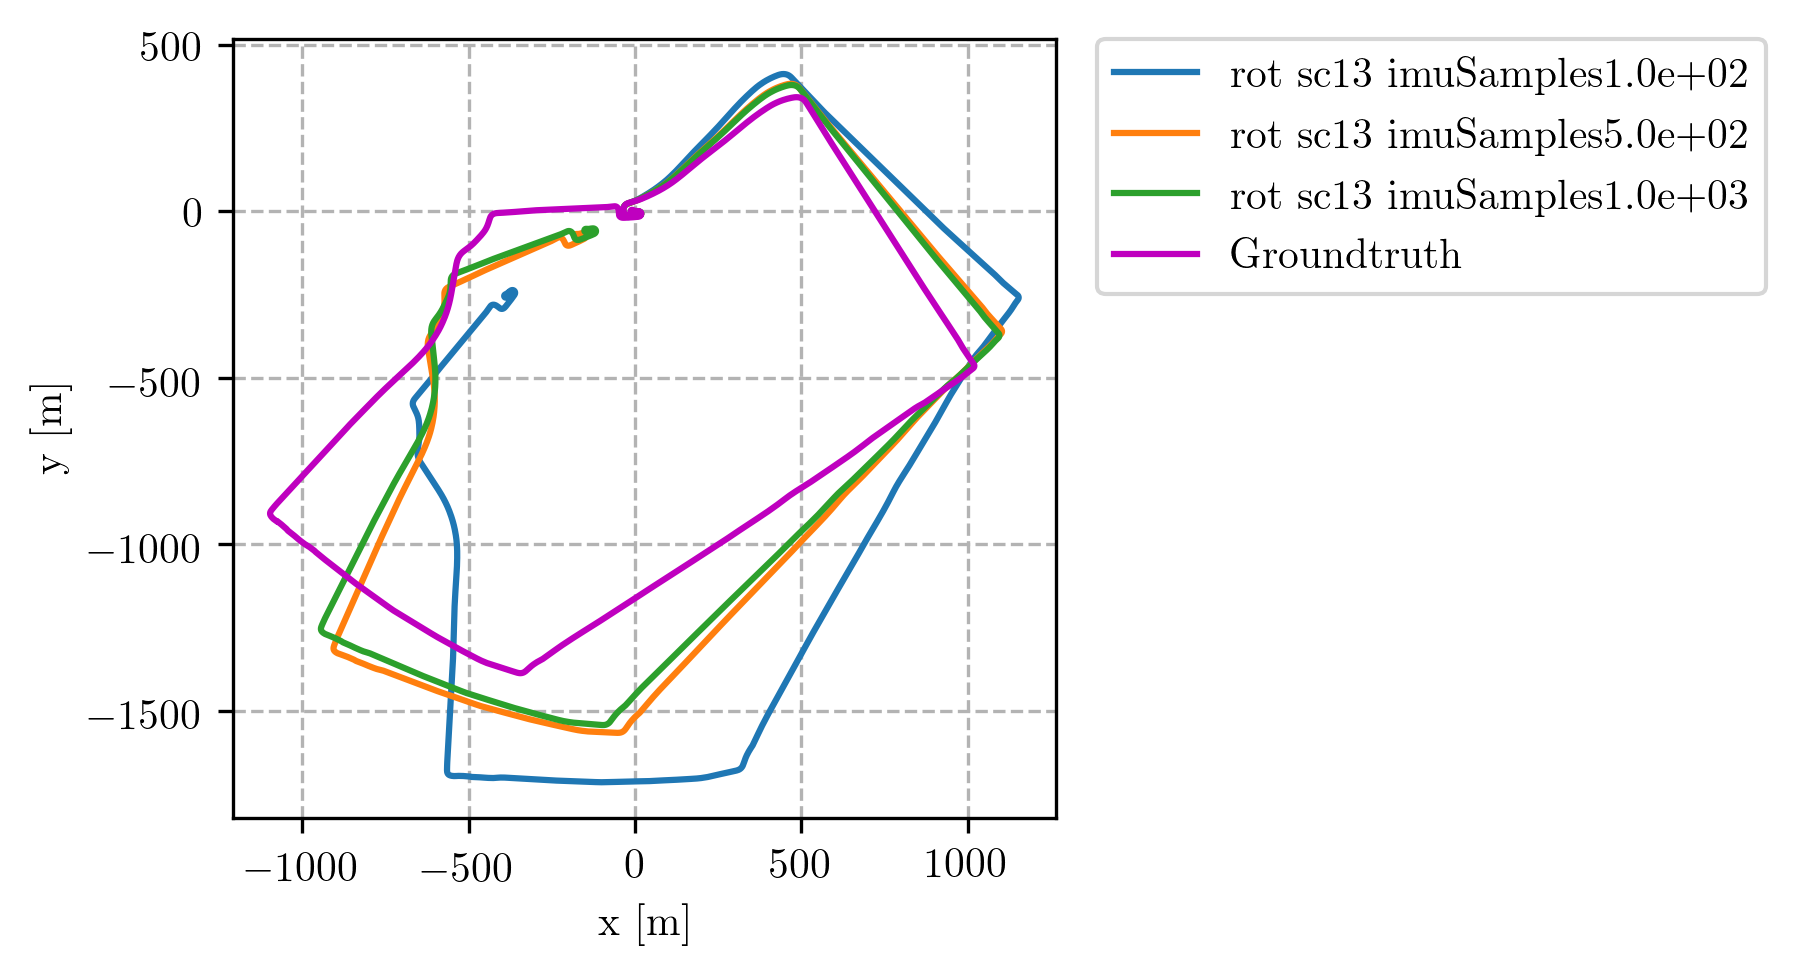 500
0
−500
−1000
−1500
y [m]
−1000
−500
0
500
1000
x [m]
rot sc13 imuSamples1.0e+02
rot sc13 imuSamples5.0e+02
rot sc13 imuSamples1.0e+03
Groundtruth